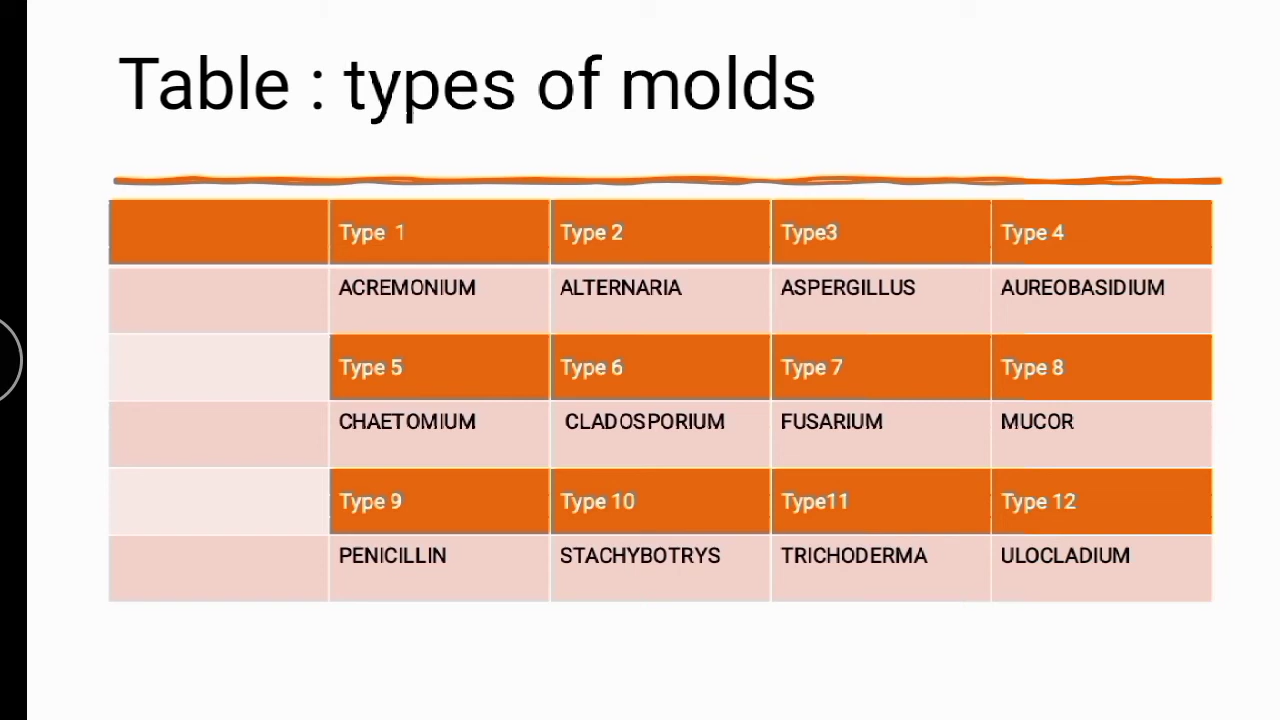 Table : types of molds
Type 1 Type 2 Type3 Type 4
ACREMONIUM ALTERNARIA ASPERGILLUS AUREOBASIDIUM
Type 5 Type 6 Type 7 Type 8
CHAETOMIUM CLADOSPORIUM FUSARIUM MUCOR
Type 9 Type 10 Type11 Type 12
PENICILLIN STACHYBOTRYS TRICHODERMA ULOCLADIUM